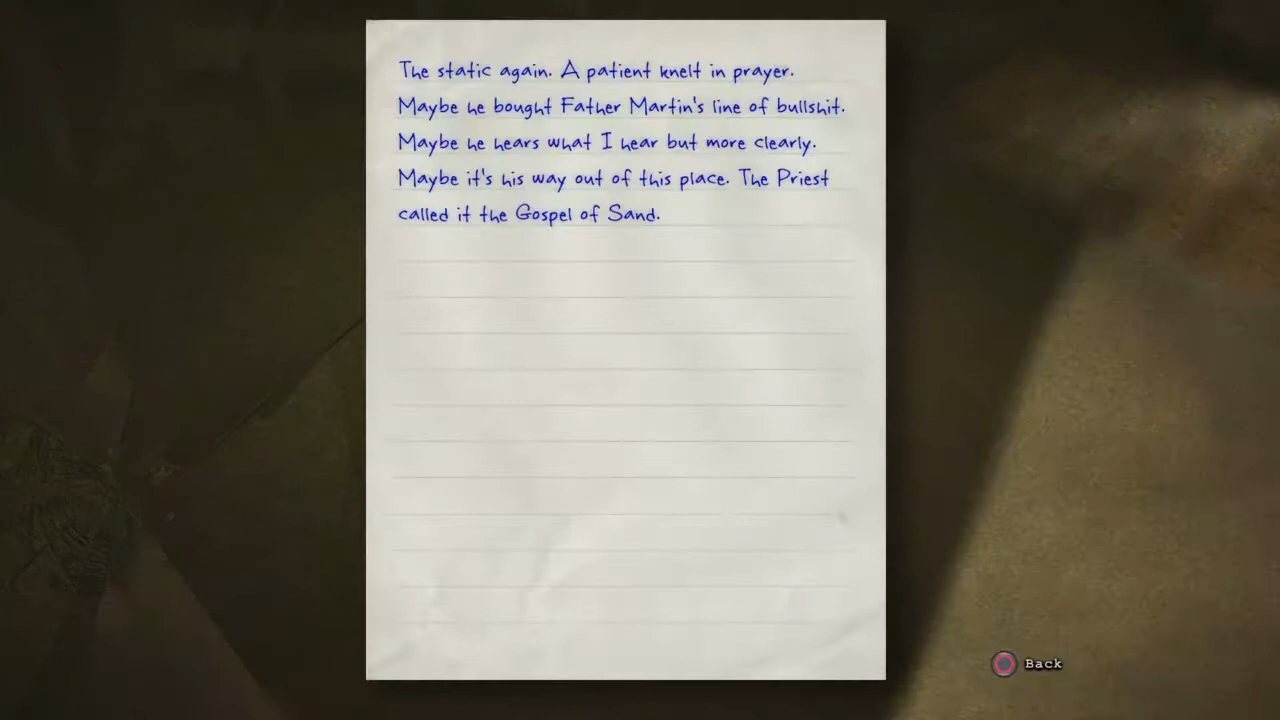 The static again. A patient knelt in prayer.
Maybe he bought Father Martin's line of bullshit.
Maybe he hears what I hear but more clearly.
Maybe it's his way out of this place. The Priest
called it the Gospel of Sand.
Back